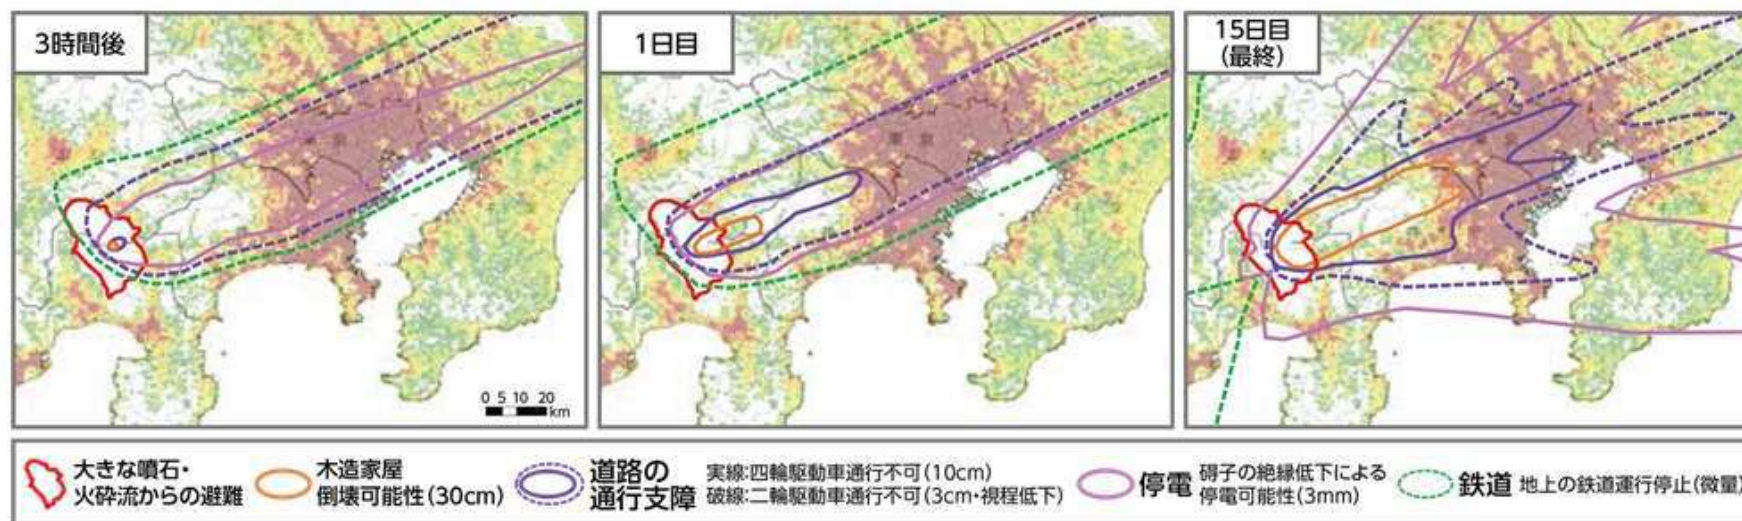 3時間後
0 5 10 20
km
1日目
15日目
(最終)
大きな噴石・
火砕流からの避難
木造家屋
倒壊可能性(30cm)
道路の
通行支障
実線:四輪駆動車通行不可(10cm)
破線:二輪駆動車通行不可(3cm・視程低下)
停電
碍子の絶縁低下による
停電可能性(3mm)
鉄道 地上の鉄道運行停止(微量)